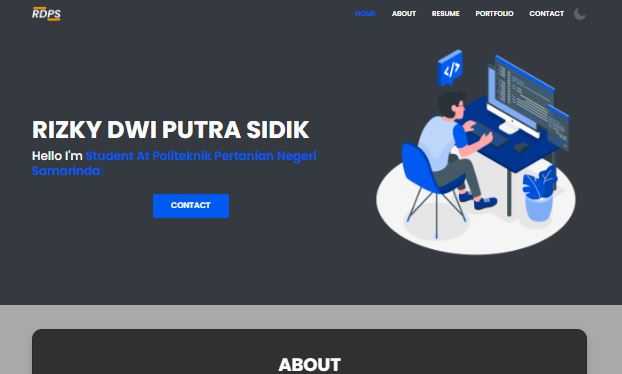 RDPS
HOME ABOUT RESUME PORTFOLIO CONTACT
RIZKY DWI PUTRA SIDIK
Hello I'm Student At Politeknik Pertanian Negeri
Samarinda
CONTACT
</>
ABOUT